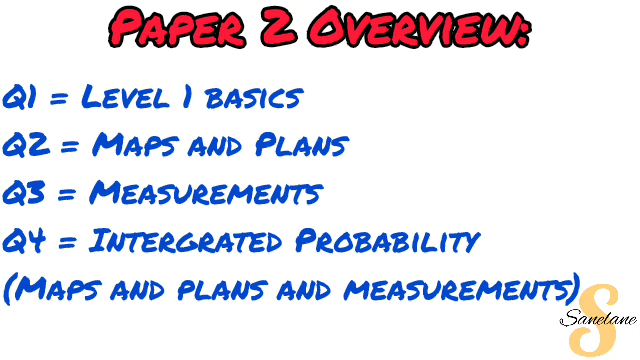 Paper 2 Overview:
Q1 = Level 1 basics
Q2 = Maps and Plans
Q3 = Measurements
Q4 = Intergrated Probability
(Maps and plans and measurements)
S
Sanelane